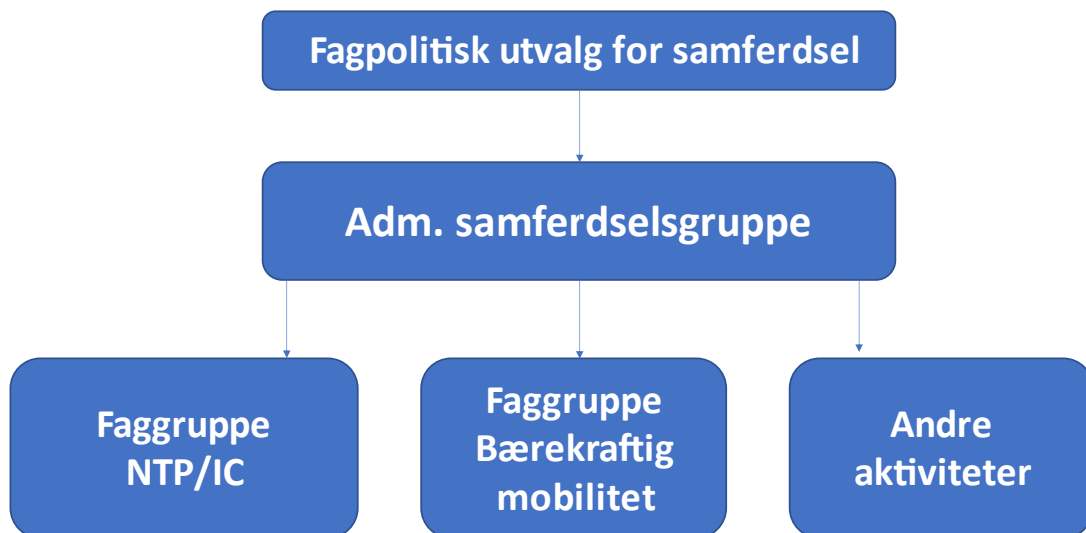 Fagpolitisk utvalg for samferdsel
Adm. samferdselsgruppe
Faggruppe
NTP/IC
Faggruppe
Bærekraftig
mobilitet
Andre
aktiviteter